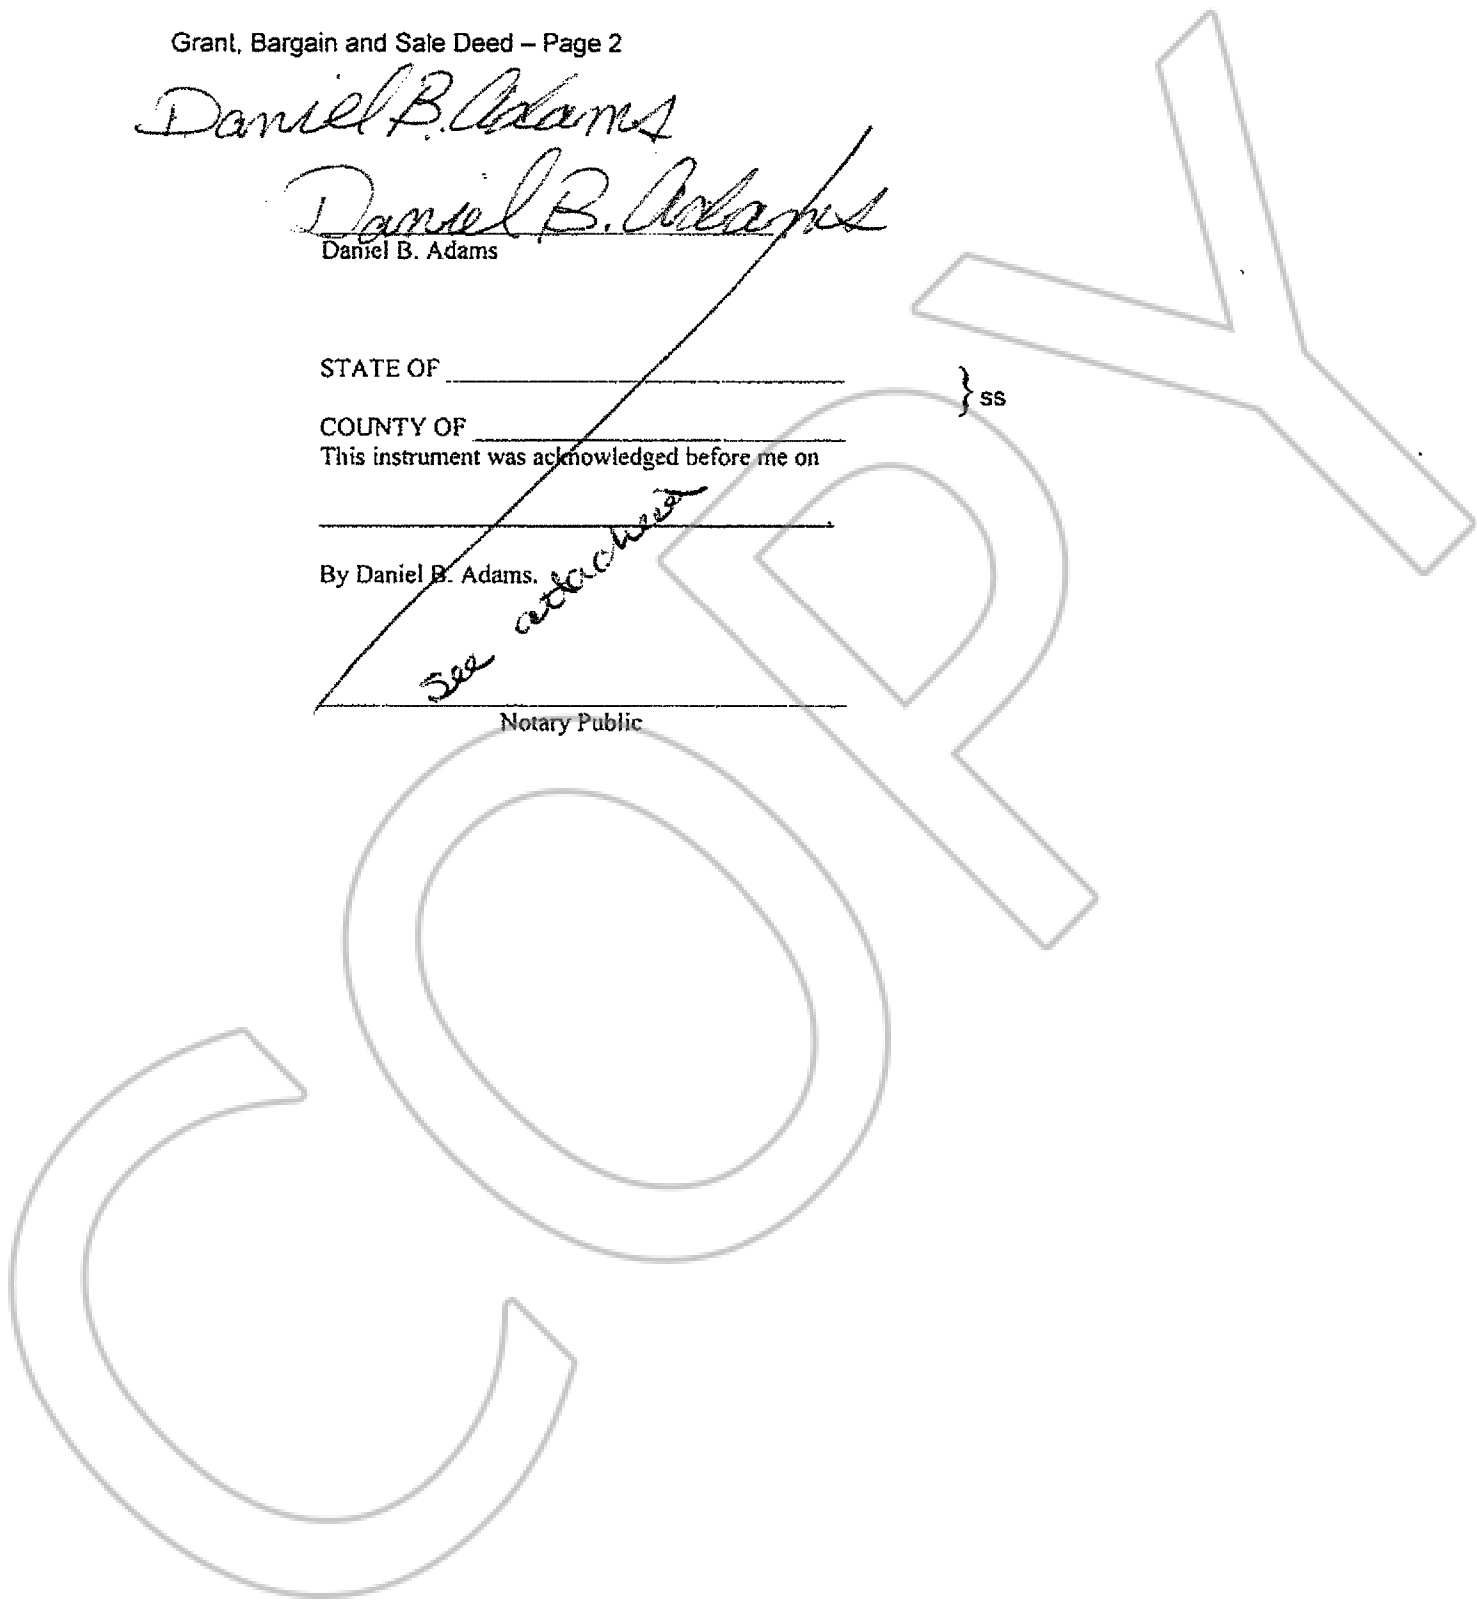 Grant, Bargain and Sale Deed – Page 2
Daniel B. Adams
Daniel B. Adams
Daniel B. Adams
STATE OF
} ss
COUNTY OF
This instrument was acknowledged before me on
By Daniel B. Adams.
See attached
Notary Public
COPY